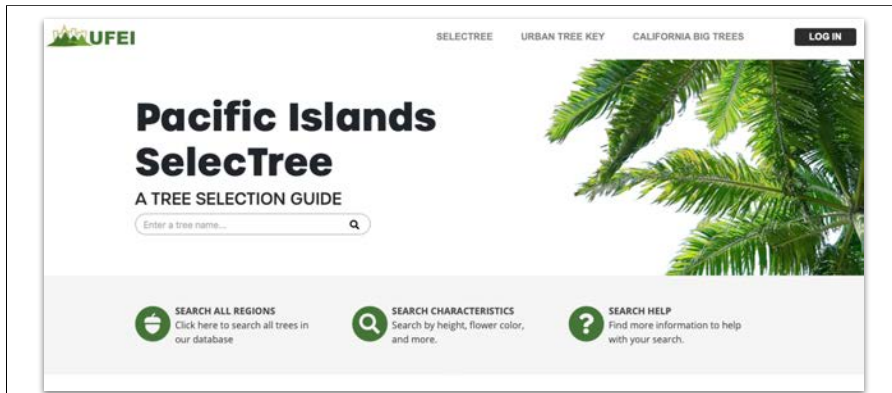 UFEI
SELECTREE
URBAN TREE KEY
CALIFORNIA BIG TREES
LOG IN
Pacific Islands
SelecTree
A TREE SELECTION GUIDE
Enter a tree name...
SEARCH ALL REGIONS
Click here to search all trees in
our database
SEARCH CHARACTERISTICS
Search by height, flower color,
and more.
SEARCH HELP
Find more information to help
with your search.